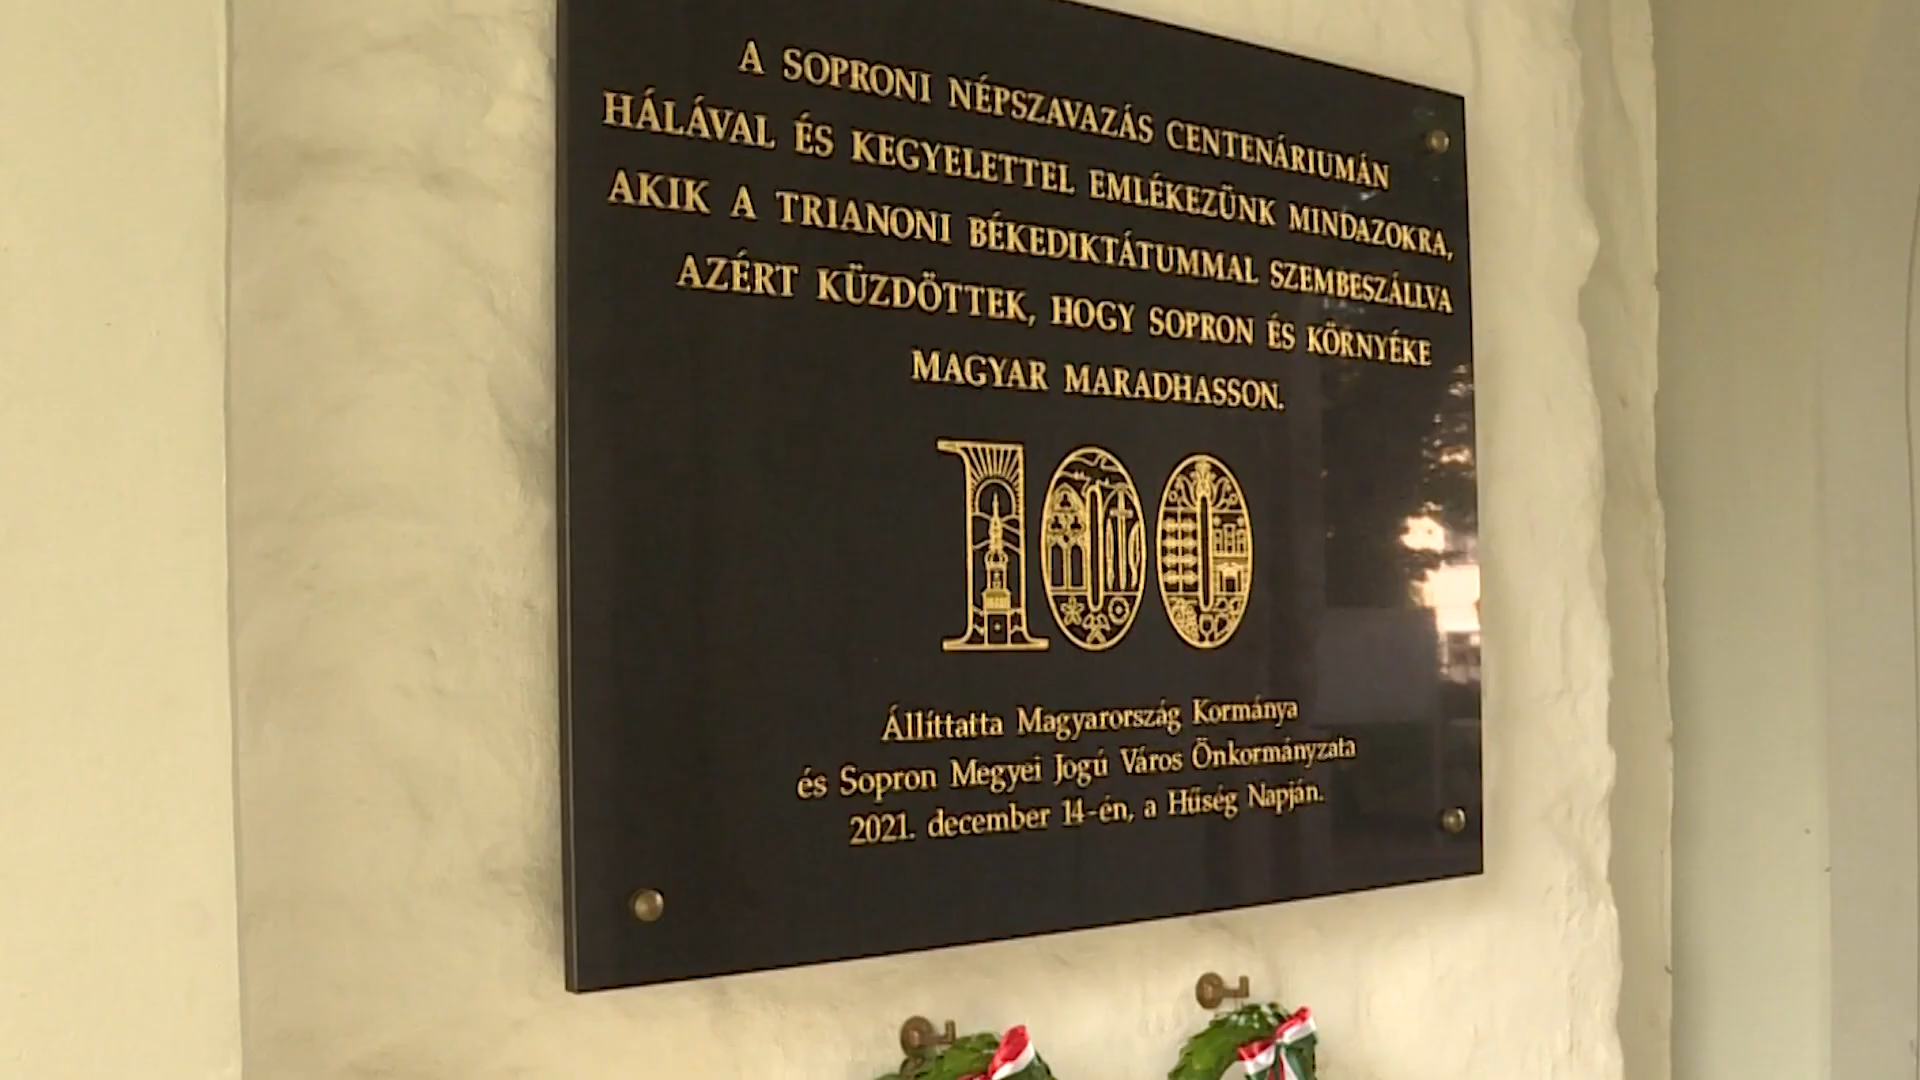 A SOPRONI NÉPSZAVAZÁS CENTENÁRIUMÁN
HÁLÁVAL ÉS KEGYELETTEL EMLÉKEZÜNK MINDAZOKRA,
AKIK A TRIANONI BÉKEDIKTÁTUMMAL SZEMBESZÁLLVA
AZÉRT KÜZDÖTTEK, HOGY SOPRON ÉS KÖRNYÉKE
MAGYAR MARADHASSON.
100
Állíttatta Magyarország Kormánya
és Sopron Megyei Jogú Város Önkormányzata
2021. december 14-én, a Hűség Napján.